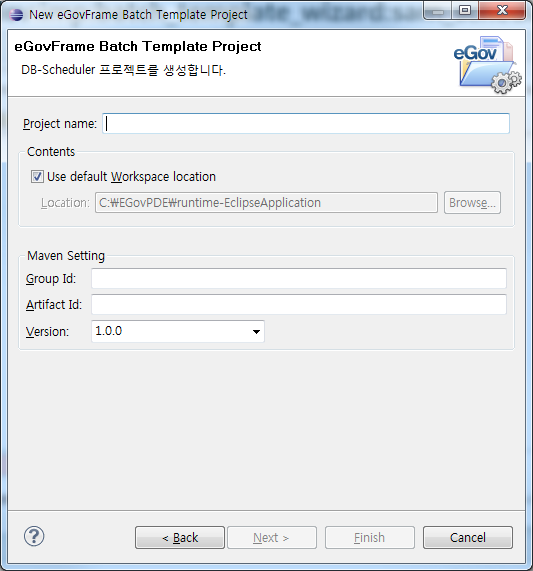 New eGovFrame Batch Template Project
eGovFrame Batch Template Project
DB-Scheduler 프로젝트를 생성합니다.
eGov
Project name:
Contents
Use default Workspace location
Location: C:₩EGovPDE₩runtime-EclipseApplication Browse...
Maven Setting
Group Id:
Artifact Id:
Version: 1.0.0
? < Back Next > Finish Cancel